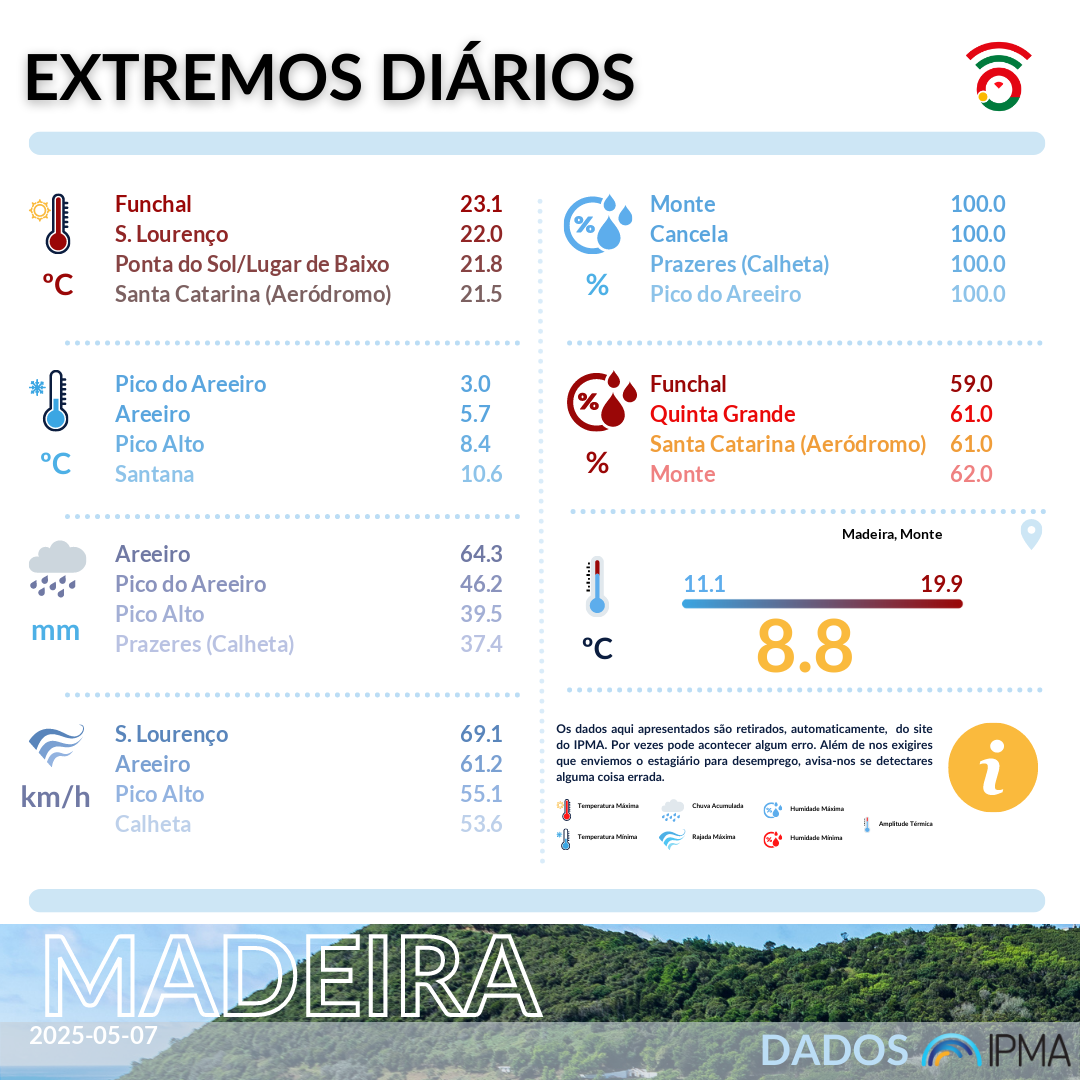 EXTREMOS DIÁRIOS
ºC
Funchal 23.1
S. Lourenço 22.0
Ponta do Sol/Lugar de Baixo 21.8
Santa Catarina (Aeródromo) 21.5
ºC
Pico do Areeiro 3.0
Areeiro 5.7
Pico Alto 8.4
Santana 10.6
mm
Areeiro 64.3
Pico do Areeiro 46.2
Pico Alto 39.5
Prazeres (Calheta) 37.4
km/h
S. Lourenço 69.1
Areeiro 61.2
Pico Alto 55.1
Calheta 53.6
%
%
Monte 100.0
Cancela 100.0
Prazeres (Calheta) 100.0
Pico do Areeiro 100.0
%
%
Funchal 59.0
Quinta Grande 61.0
Santa Catarina (Aeródromo) 61.0
Monte 62.0
Madeira, Monte
11.1 19.9
ºC
8.8
Os dados aqui apresentados são retirados, automaticamente, do site
do IPMA. Por vezes pode acontecer algum erro. Além de nos exigires
que enviemos o estagiário para desemprego, avisa-nos se detectares
alguma coisa errada.
i
Temperatura Máxima Chuva Acumulada Humidade Máxima
Amplitude Térmica
Temperatura Mínima Rajada Máxima Humidade Mínima
MADEIRA
2025-05-07
DADOS IPMA